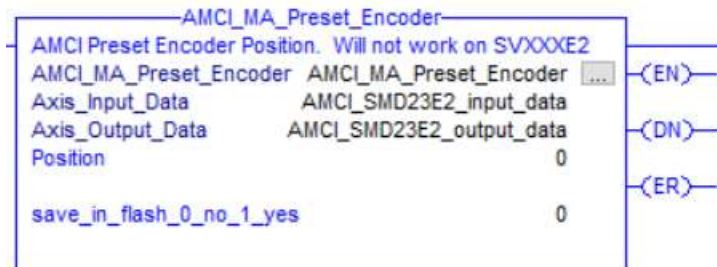 AMCI_MA_Preset_Encoder
AMCI Preset Encoder Position. Will not work on SVXXXE2
AMCI_MA_Preset_Encoder AMCI_MA_Preset_Encoder ...
(EN)
Axis_Input_Data AMCI_SMD23E2_input_data
Axis_Output_Data AMCI_SMD23E2_output_data
(DN)
Position 0
(ER)
save_in_flash_0_no_1_yes 0